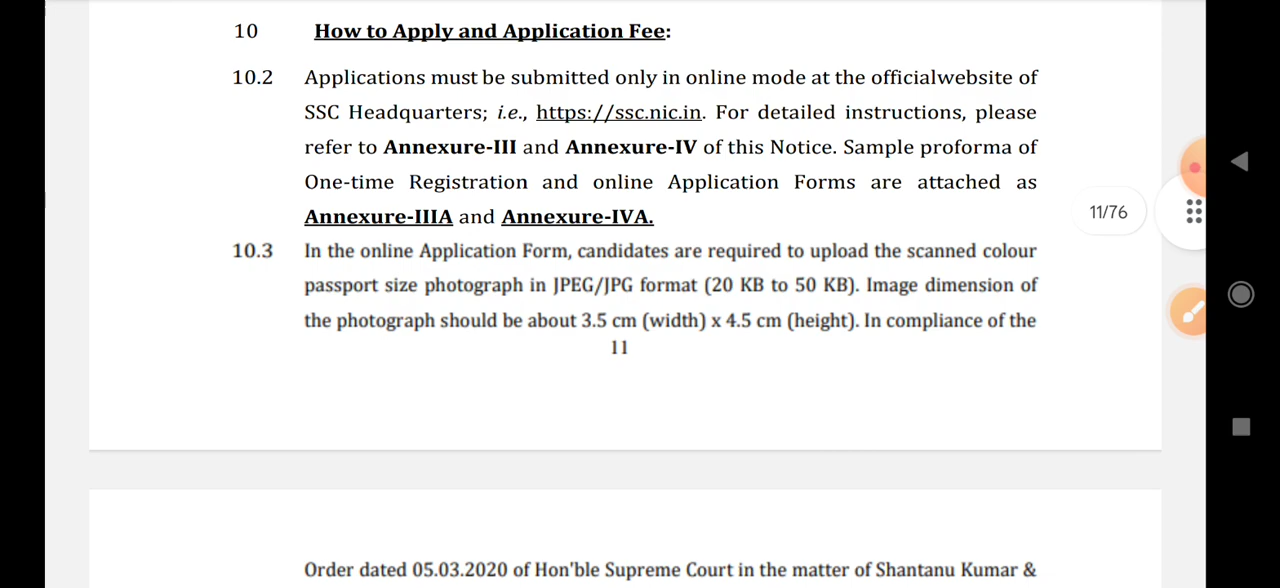 10 How to Apply and Application Fee:
10.2 Applications must be submitted only in online mode at the officialwebsite of
SSC Headquarters; i.e., https://ssc.nic.in. For detailed instructions, please
refer to Annexure-III and Annexure-IV of this Notice. Sample proforma of
One-time Registration and online Application Forms are attached as
Annexure-IIIA and Annexure-IVA.
11/76
10.3 In the online Application Form, candidates are required to upload the scanned colour
passport size photograph in JPEG/JPG format (20 KB to 50 KB). Image dimension of
the photograph should be about 3.5 cm (width) x 4.5 cm (height). In compliance of the
11
Order dated 05.03.2020 of Hon'ble Supreme Court in the matter of Shantanu Kumar &